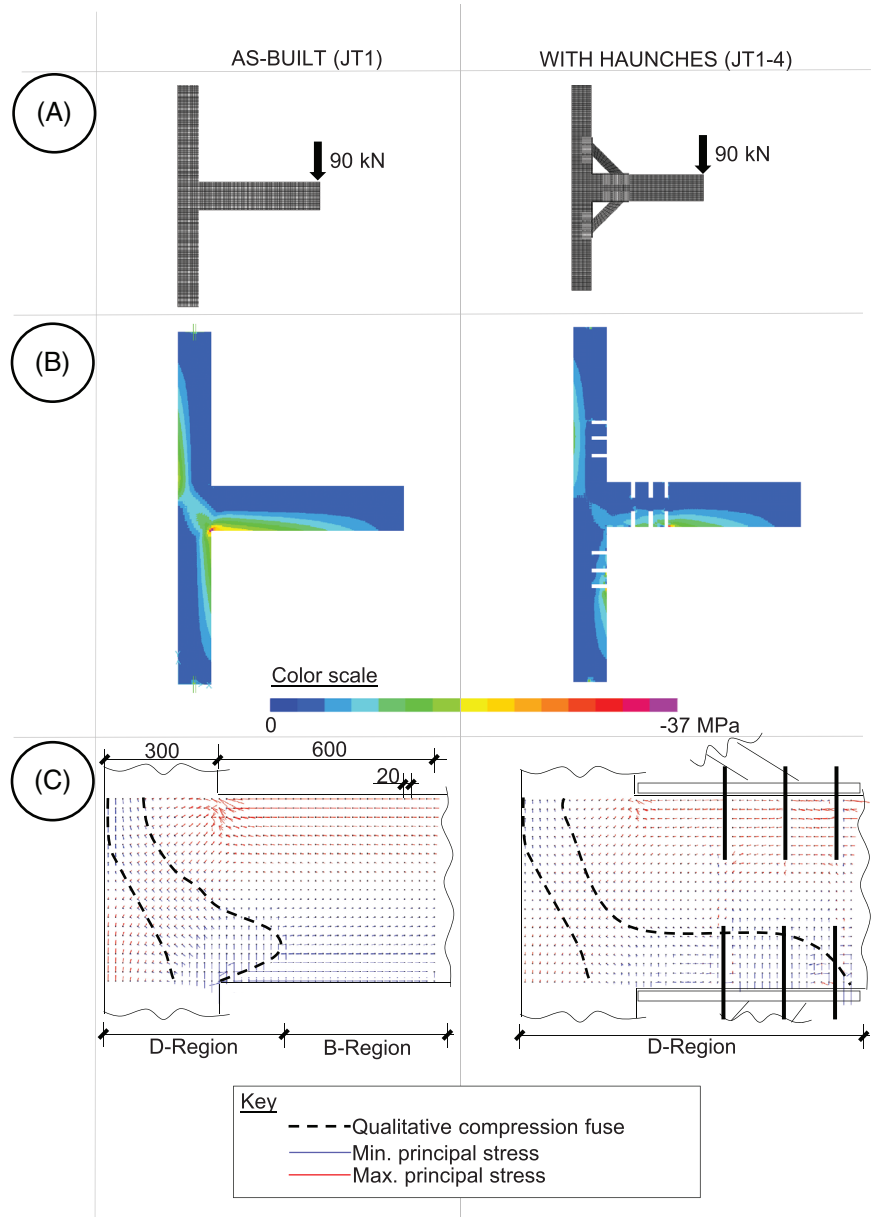 AS-BUILT (JT1)
WITH HAUNCHES (JT1-4)
(A)
90 kN
90 kN
(B)
Color scale
0
-37 MPa
(C)
300
600
20
D-Region
B-Region
D-Region
Key
Qualitative compression fuse
Min. principal stress
Max. principal stress